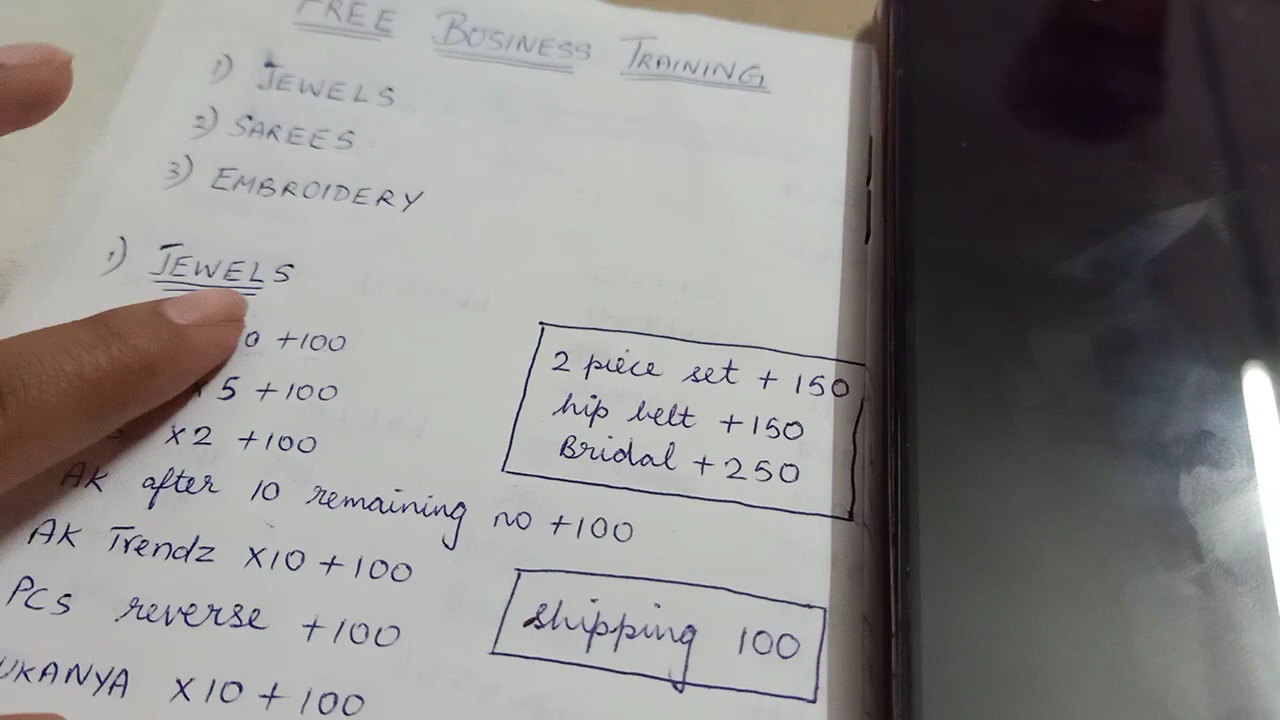 FREE BUSINESS TRAINING
1) JEWELS
2) SAREES
3) EMBROIDERY
1) JEWELS
0 +100
x 5 +100
x2 +100
AK after 10 remaining no +100
AK Trendz x10 +100
PCS reverse +100
UKANYA x10 + 100
2 piece set + 150
hip belt +150
Bridal + 250
shipping 100